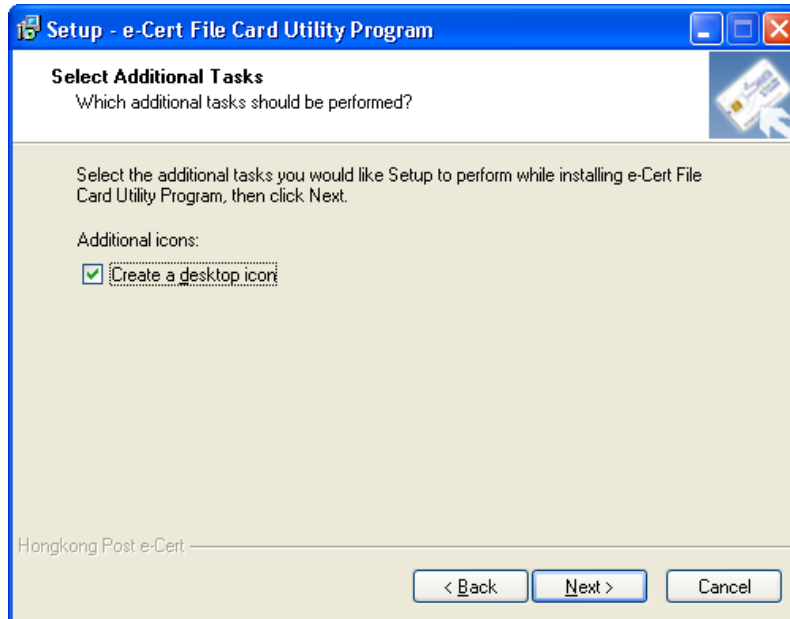 Setup - e-Cert File Card Utility Program
Select Additional Tasks
Which additional tasks should be performed?
Select the additional tasks you would like Setup to perform while installing e-Cert File
Card Utility Program, then click Next.
Additional icons:
Create a desktop icon
Hongkong Post e-Cert
< Back
Next >
Cancel